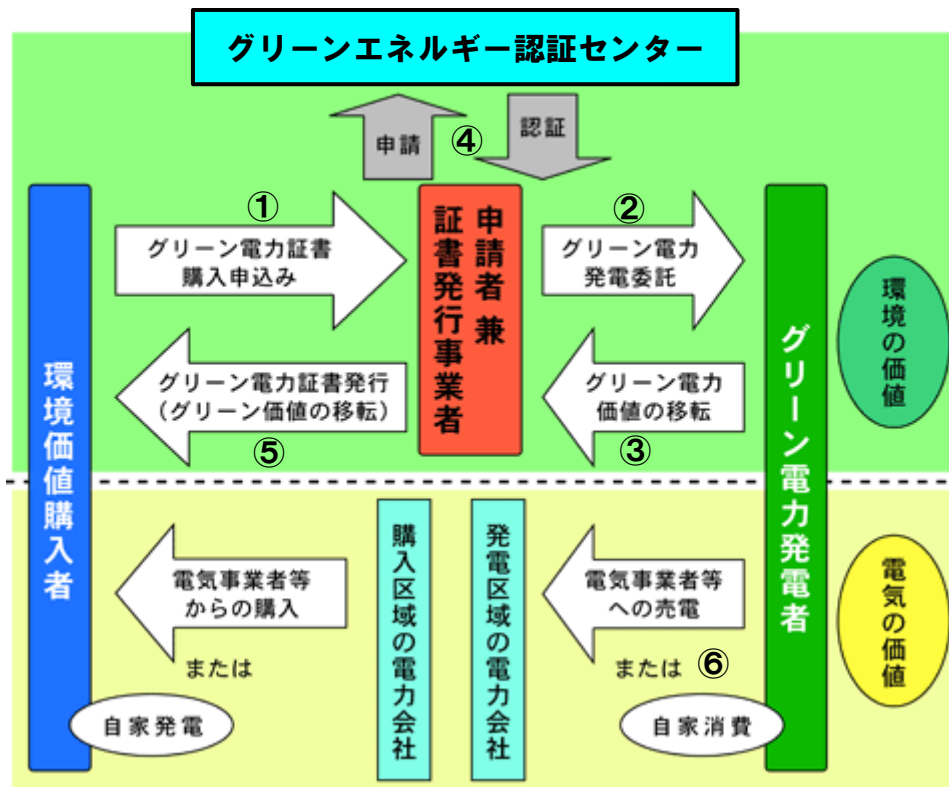 グリーンエネルギー認証センター
申請
④
認証
①
グリーン電力証書
購入申込み
申請者 兼
証書発行事業者
②
グリーン電力
発電委託
環境の価値
グリーン電力証書発行
(グリーン価値の移転)
⑤
グリーン電力
価値の移転
③
環境価値購入者
グリーン電力発電者
電気事業者等
からの購入
または
自家発電
購入区域の電力会社
発電区域の電力会社
電気事業者等
への売電
または ⑥
自家消費
電気の価値